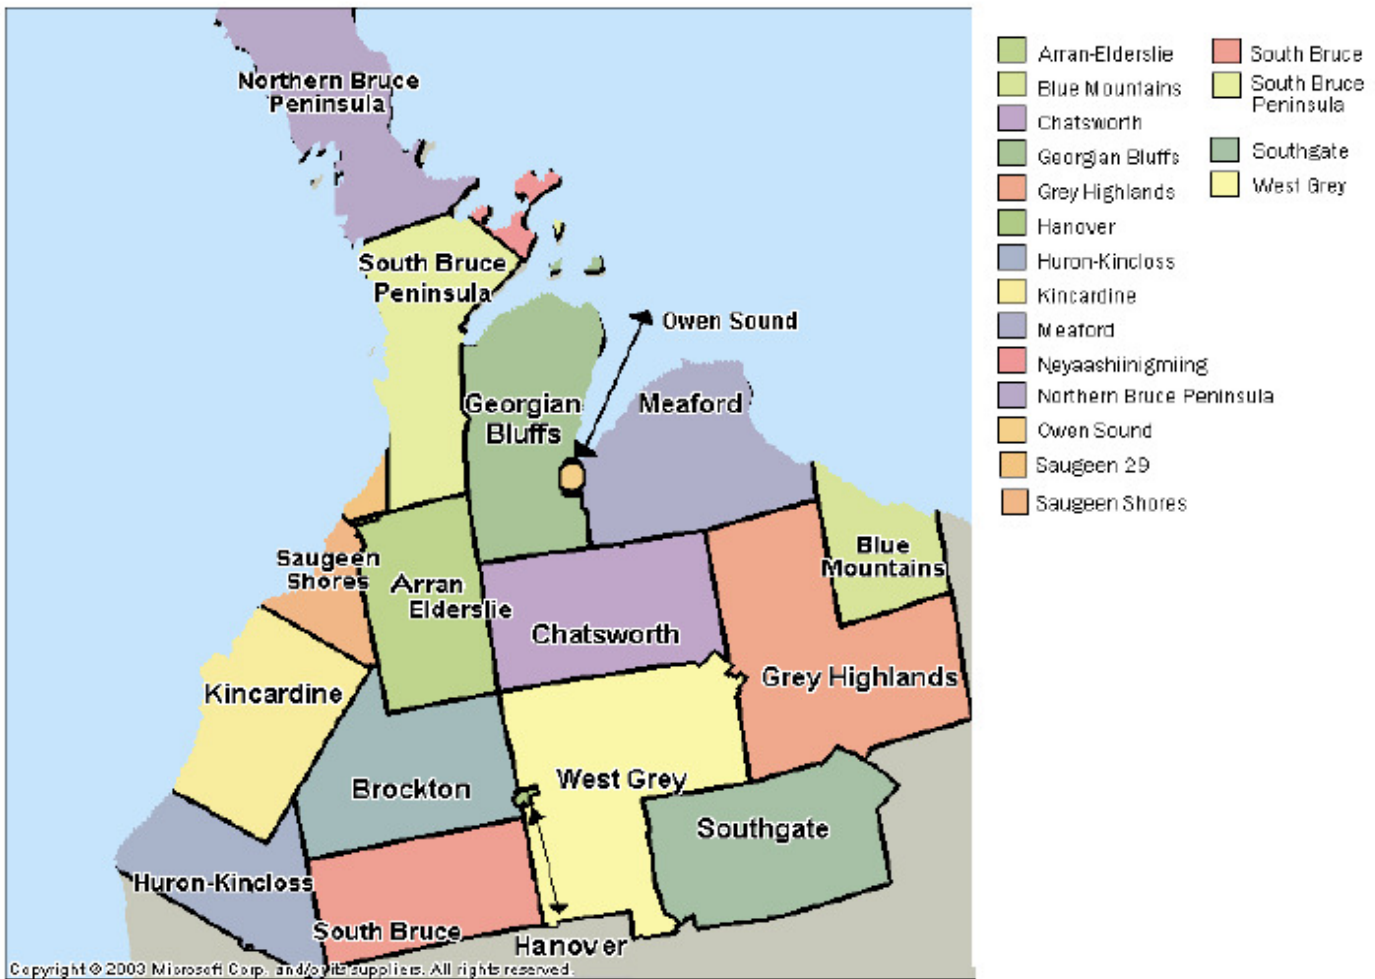 Northern Bruce
Peninsula
South Bruce
Peninsula
Owen Sound
Georgian
Bluffs
Meaford
Saugeen
Shores
Arran
Elderslie
Blue
Mountains
Chatsworth
Grey Highlands
Kincardine
Brockton
West Grey
Southgate
Huron-Kincloss
South Bruce
Hanover
Copyright © 2003 Microsoft Corp. and/or its suppliers. All rights reserved.
Arran-Elderslie
Blue Mountains
Chatsworth
Georgian Bluffs
Grey Highlands
Hanover
Huron-Kincloss
Kincardine
Meaford
Neyaashiinigmiing
Northern Bruce Peninsula
Owen Sound
Saugeen 29
Saugeen Shores
South Bruce
South Bruce
Peninsula
Southgate
West Grey